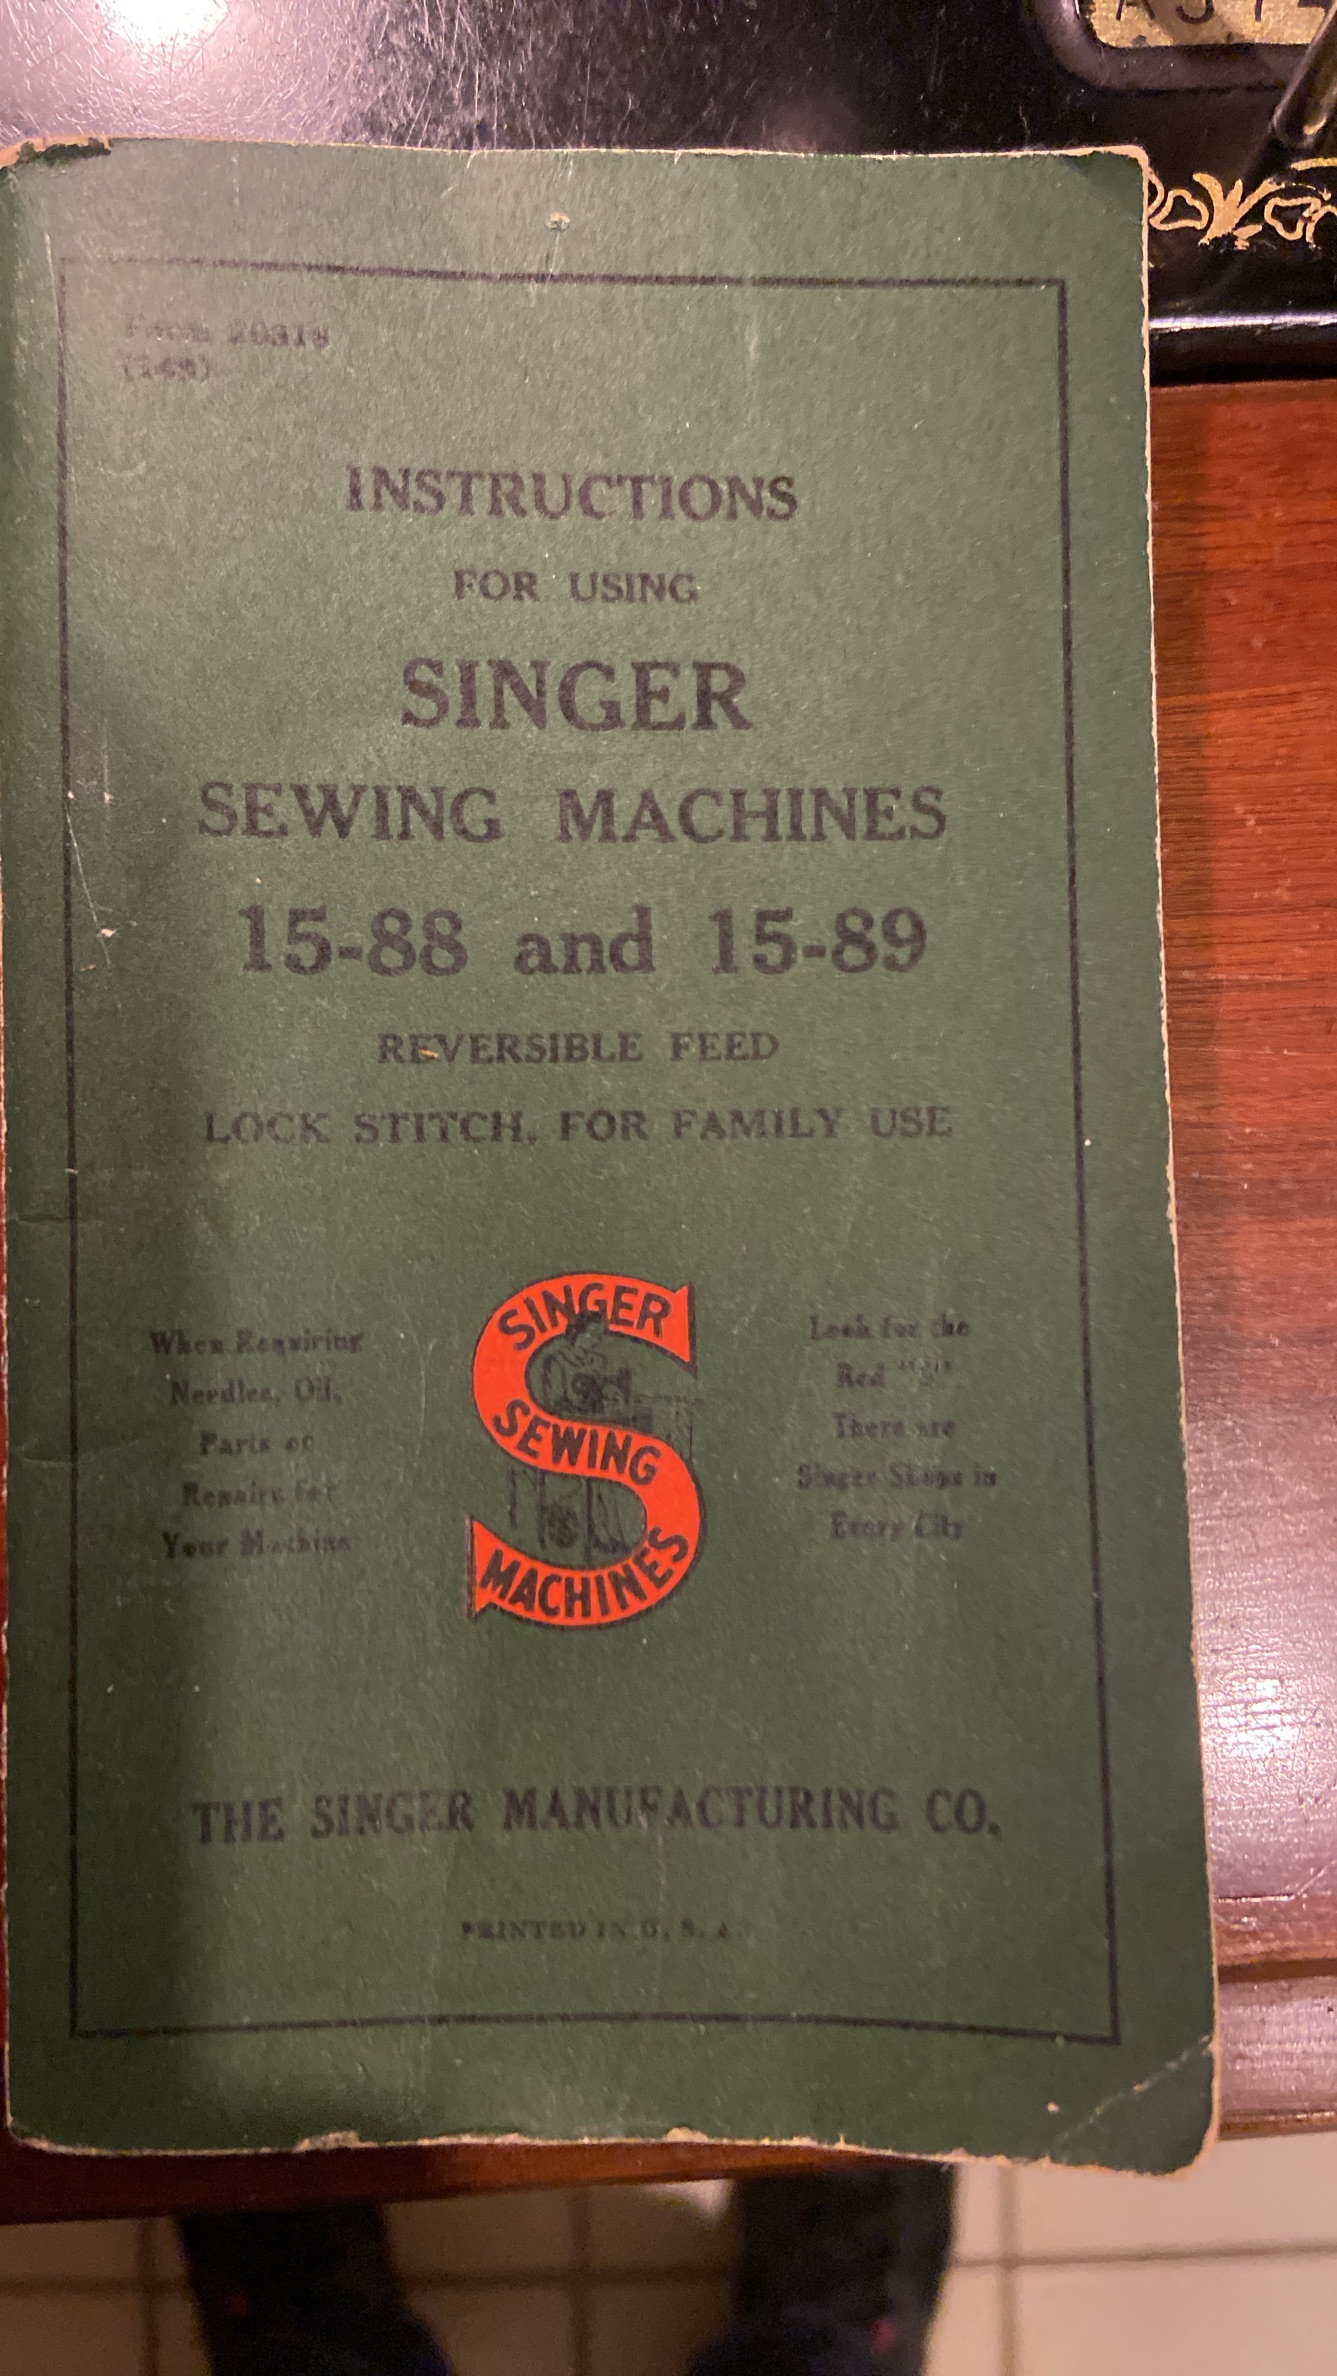 Form 20318
INSTRUCTIONS
FOR USING
SINGER
SEWING MACHINES
15-88 and 15-89
REVERSIBLE FEED
LOCK STITCH, FOR FAMILY USE
When Requiring
Needles, Oil,
Parts or
Repairs for
Your Machine
SINGER
SEWING
MACHINES
Look for the
Red "S"
There are
Singer Shops in
Every City
THE SINGER MANUFACTURING CO.
PRINTED IN U. S. A.